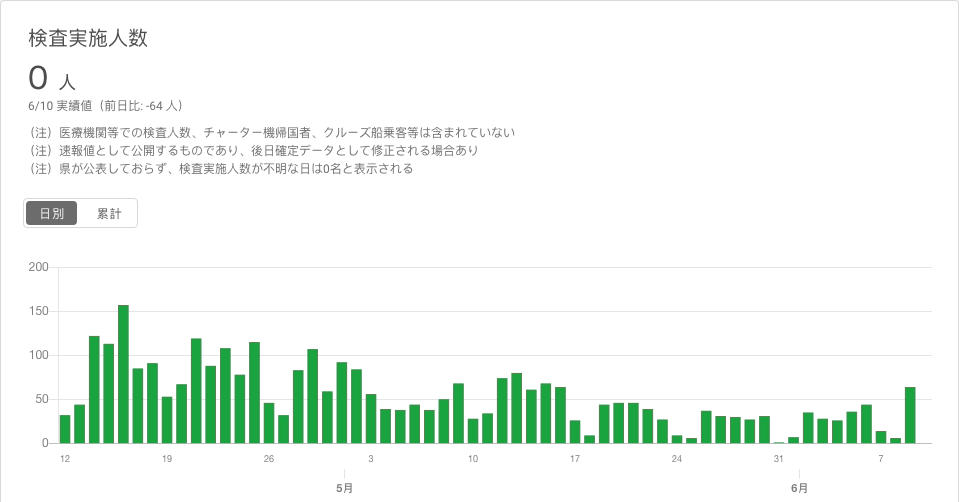 検査実施人数
0 人
6/10 実績値（前日比: -64 人）
（注）医療機関等での検査人数、チャーター機帰国者、クルーズ船乗客等は含まれていない
（注）速報値として公開するものであり、後日確定データとして修正される場合あり
（注）県が公表しておらず、検査実施人数が不明な日は0名と表示される
日別 累計
200
150
100
50
0
12 19 26 3 10 17 24 31 7
5月 6月